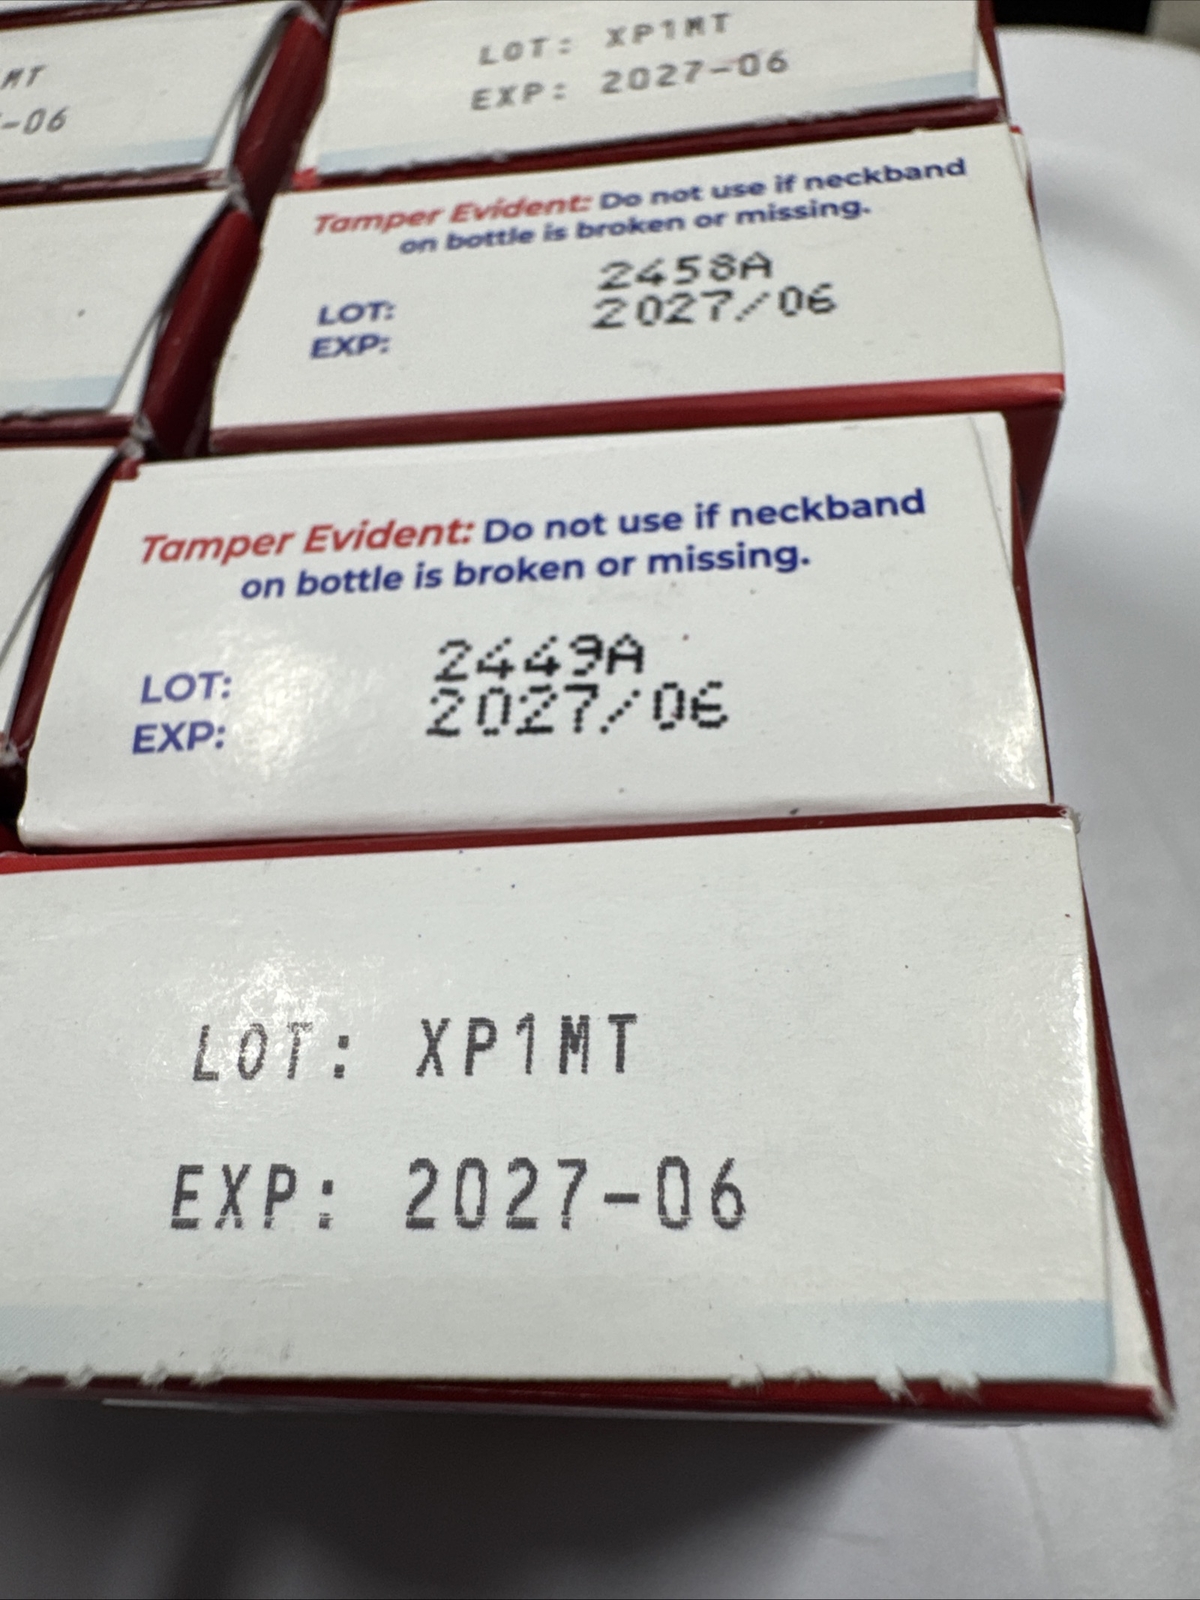 MT
-06
LOT: XP1MT
EXP: 2027-06
Tamper Evident: Do not use if neckband
on bottle is broken or missing.
2458A
2027/06
LOT:
EXP:
Tamper Evident: Do not use if neckband
on bottle is broken or missing.
2449A
2027/06
LOT:
EXP:
LOT: XP1MT
EXP: 2027-06